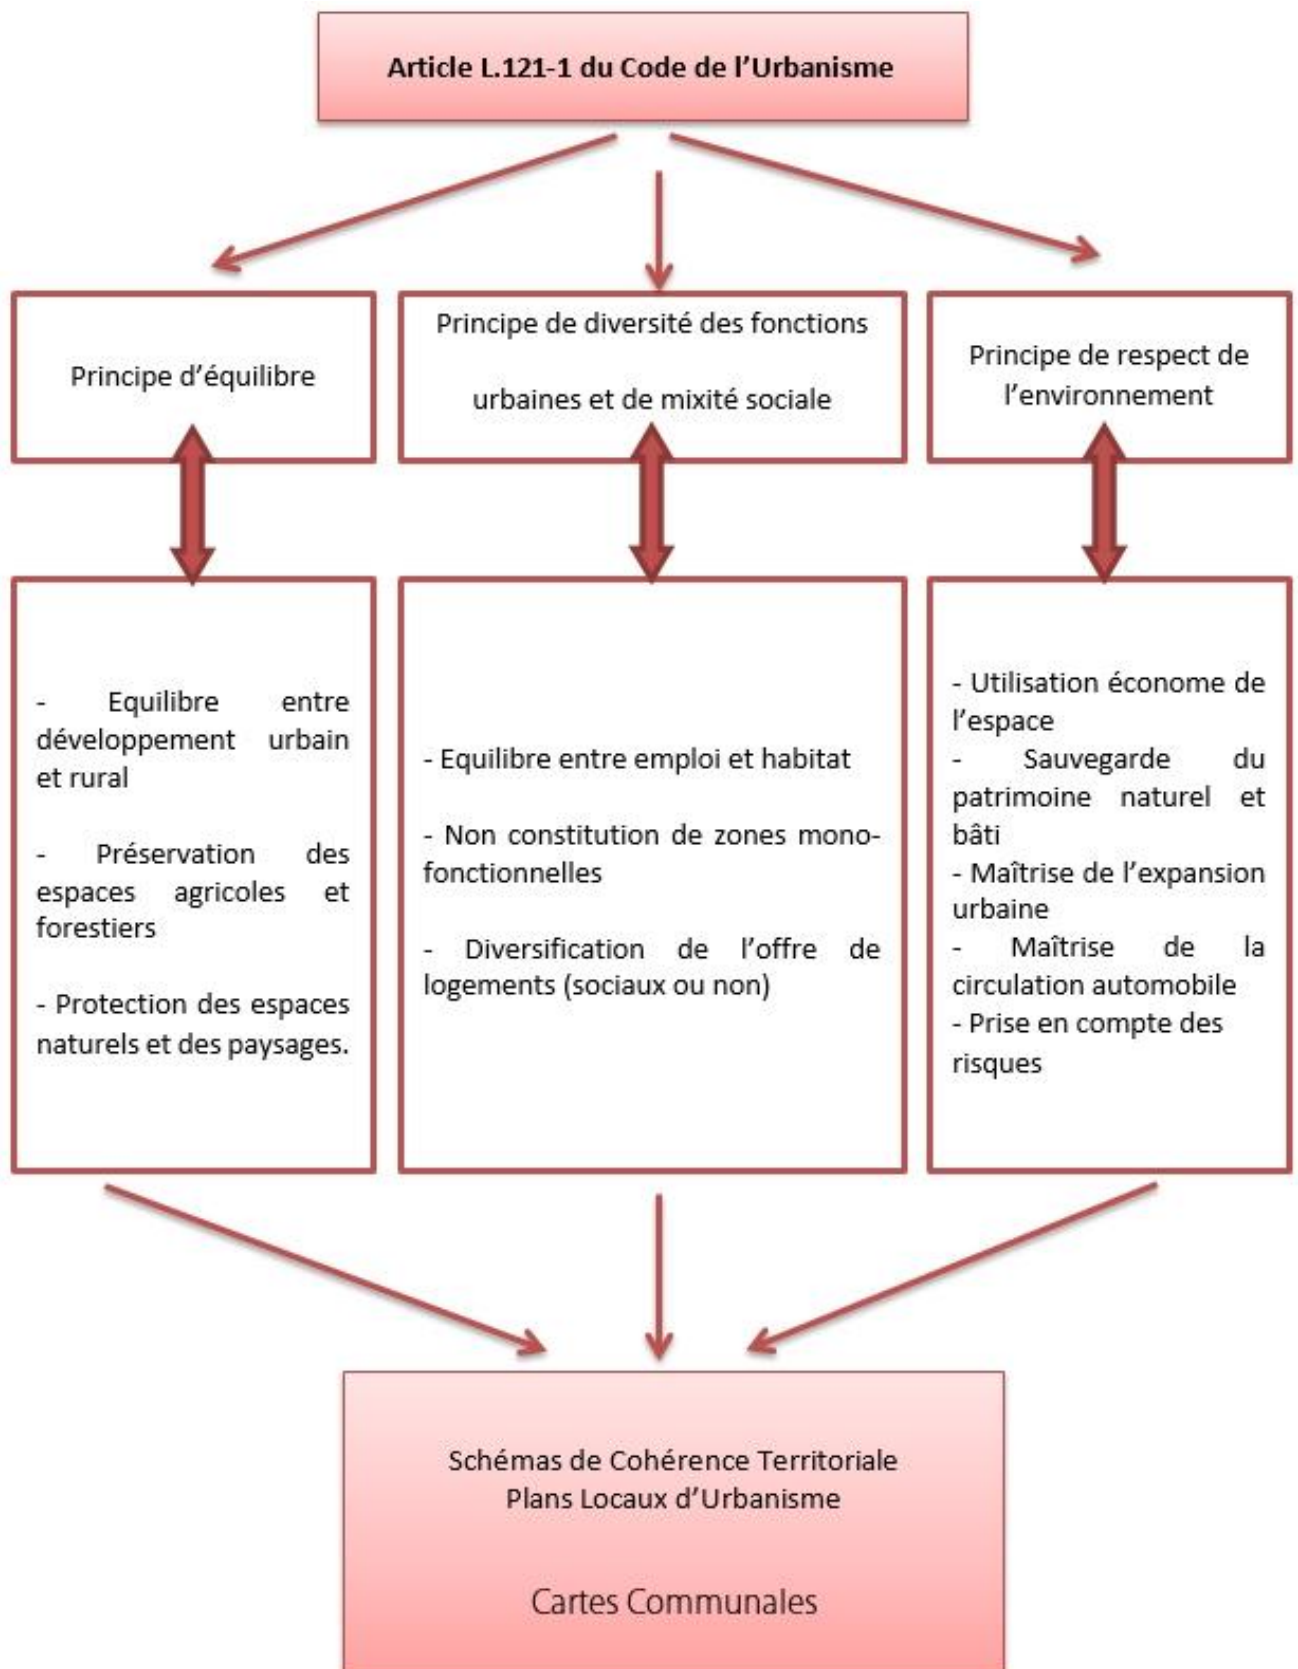 Article L.121-1 du Code de l’Urbanisme
Principe d’équilibre
Principe de diversité des fonctions
urbaines et de mixité sociale
Principe de respect de
l’environnement
- Equilibre entre
développement urbain
et rural
- Préservation des
espaces agricoles et
forestiers
- Protection des espaces
naturels et des paysages.
- Equilibre entre emploi et habitat
- Non constitution de zones mono-
fonctionnelles
- Diversification de l’offre de
logements (sociaux ou non)
- Utilisation économe de
l’espace
- Sauvegarde du
patrimoine naturel et
bâti
- Maîtrise de l’expansion
urbaine
- Maîtrise de la
circulation automobile
- Prise en compte des
risques
Schémas de Cohérence Territoriale
Plans Locaux d’Urbanisme
Cartes Communales